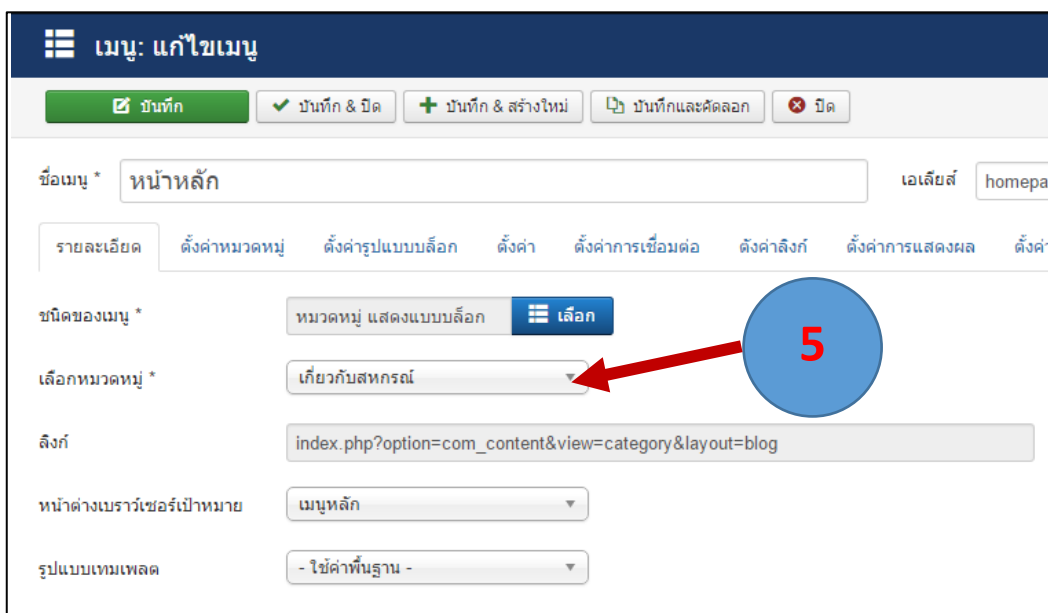 เมนู: แก้ไขเมนู
บันทึก บันทึก & ปิด บันทึก & สร้างใหม่ บันทึกและคัดลอก ปิด
ชื่อเมนู * หน้าหลัก เอเลียส์ homepa
รายละเอียด ตั้งค่าหมวดหมู่ ตั้งค่ารูปแบบบล็อก ตั้งค่า ตั้งค่าการเชื่อมต่อ ตังค่าลิงก์ ตั้งค่าการแสดงผล ตั้งค่า
ชนิดของเมนู * หมวดหมู่ แสดงแบบบล็อก เลือก
5
เลือกหมวดหมู่ * เกี่ยวกับสหกรณ์
ลิงก์ index.php?option=com_content&view=category&layout=blog
หน้าต่างเบราว์เซอร์เป้าหมาย เมนูหลัก
รูปแบบเทมเพลต - ใช้ค่าพื้นฐาน -